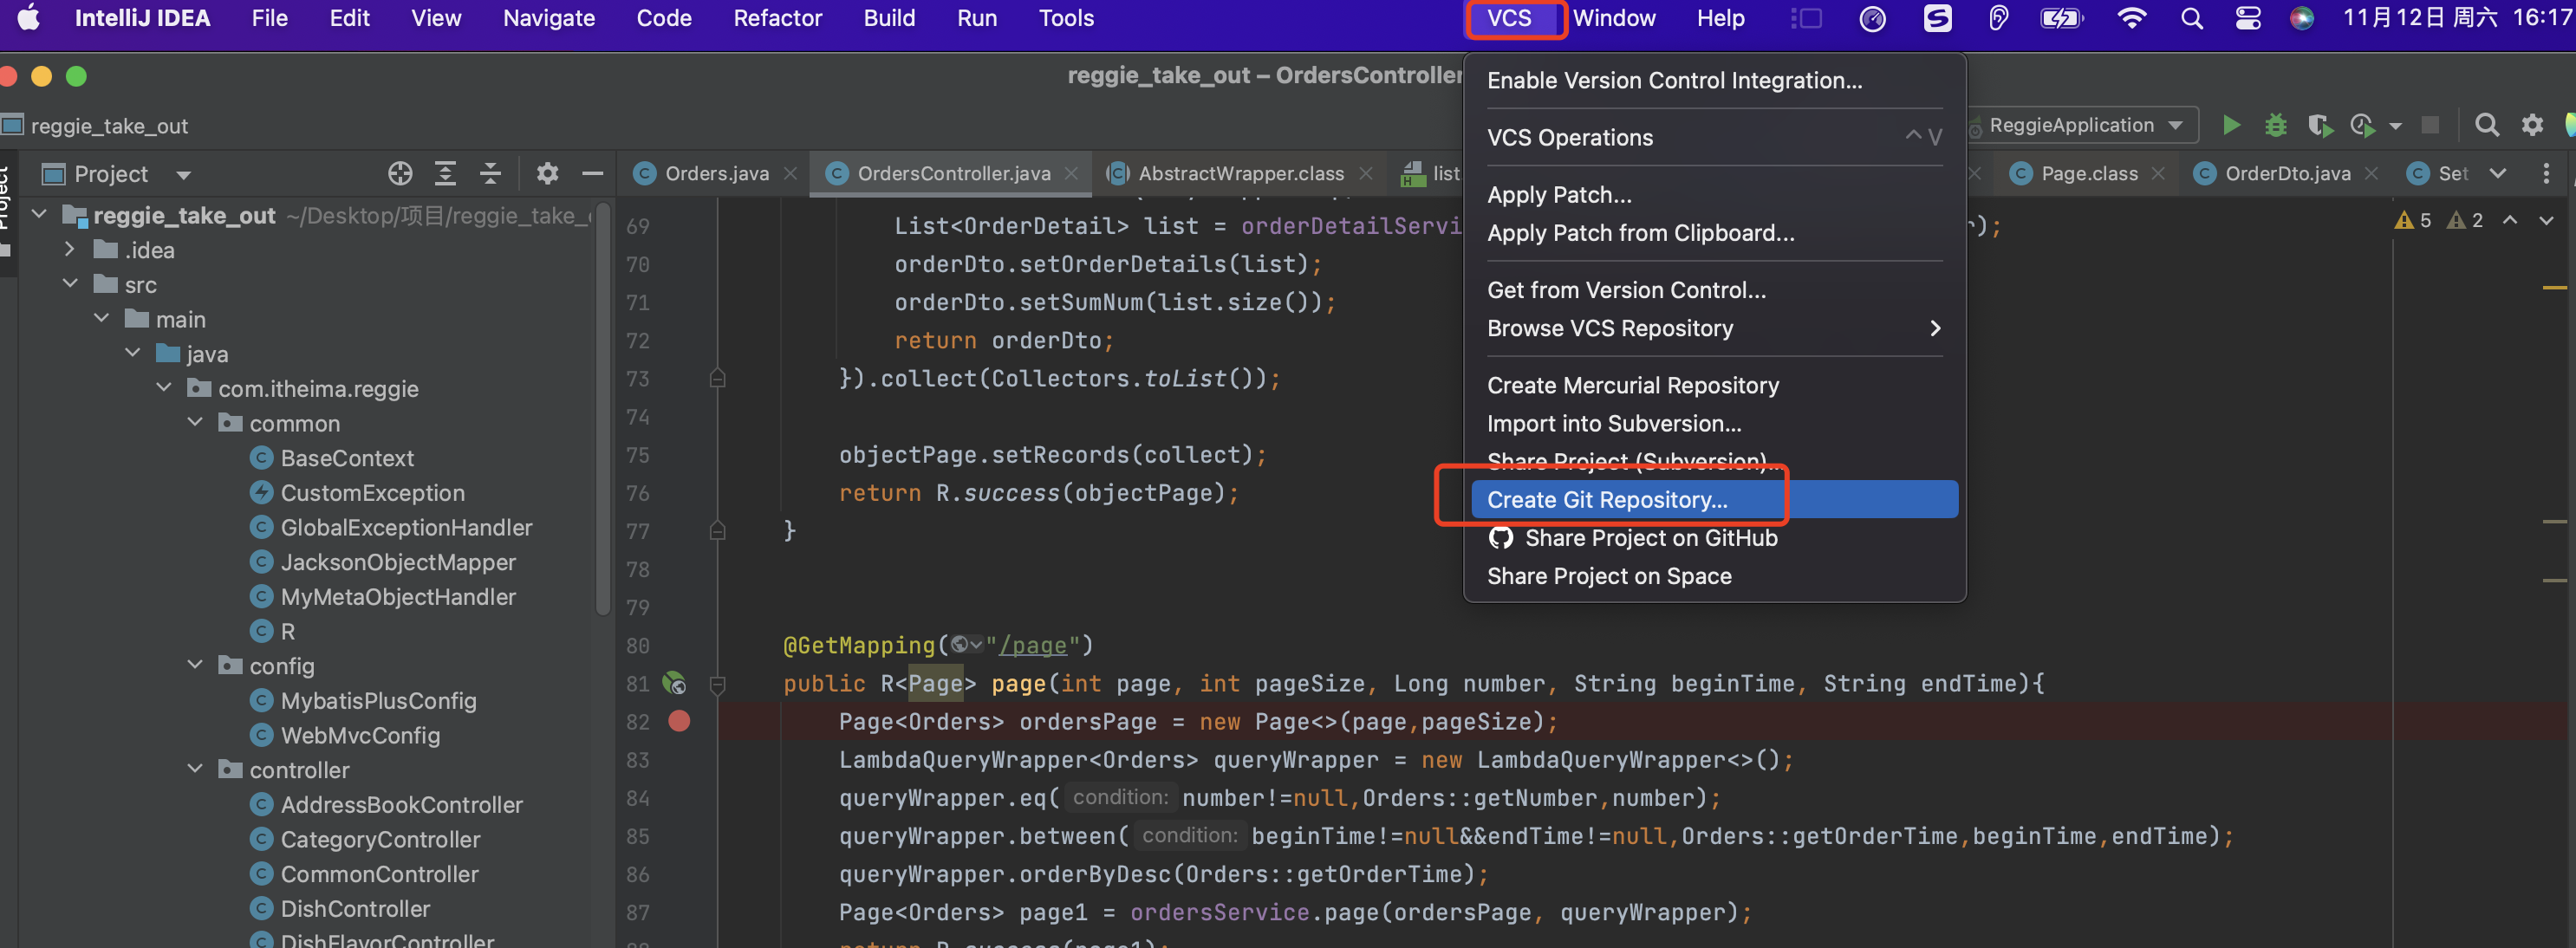 IntelliJ IDEA File Edit View Navigate Code Refactor Build Run Tools VCS Window Help 11月12日 周六 16:17
reggie_take_out – OrdersController
reggie_take_out ReggieApplication
Project
Project Orders.java OrdersController.java AbstractWrapper.class list Page.class OrderDto.java Set
reggie_take_out ~/Desktop/项目/reggie_take_
.idea
src
main
java
com.itheima.reggie
common
BaseContext
CustomException
GlobalExceptionHandler
JacksonObjectMapper
MyMetaObjectHandler
R
config
MybatisPlusConfig
WebMvcConfig
controller
AddressBookController
CategoryController
CommonController
DishController
DishFlavorController
5 2
69 List<OrderDetail> list = orderDetailServi r);
70 orderDto.setOrderDetails(list);
71 orderDto.setSumNum(list.size());
72 return orderDto;
73 }).collect(Collectors.toList());
74
75 objectPage.setRecords(collect);
76 return R.success(objectPage);
77 }
78
79
80 @GetMapping("/page")
81 public R<Page> page(int page, int pageSize, Long number, String beginTime, String endTime){
82 Page<Orders> ordersPage = new Page<>(page,pageSize);
83 LambdaQueryWrapper<Orders> queryWrapper = new LambdaQueryWrapper<>();
84 queryWrapper.eq( condition: number!=null,Orders::getNumber,number);
85 queryWrapper.between( condition: beginTime!=null&&endTime!=null,Orders::getOrderTime,beginTime,endTime);
86 queryWrapper.orderByDesc(Orders::getOrderTime);
87 Page<Orders> page1 = ordersService.page(ordersPage, queryWrapper);
88 return R.success(page1);
Enable Version Control Integration...
VCS Operations ^V
Apply Patch...
Apply Patch from Clipboard...
Get from Version Control...
Browse VCS Repository
Create Mercurial Repository
Import into Subversion...
Share Project (Subversion)...
Create Git Repository...
Share Project on GitHub
Share Project on Space